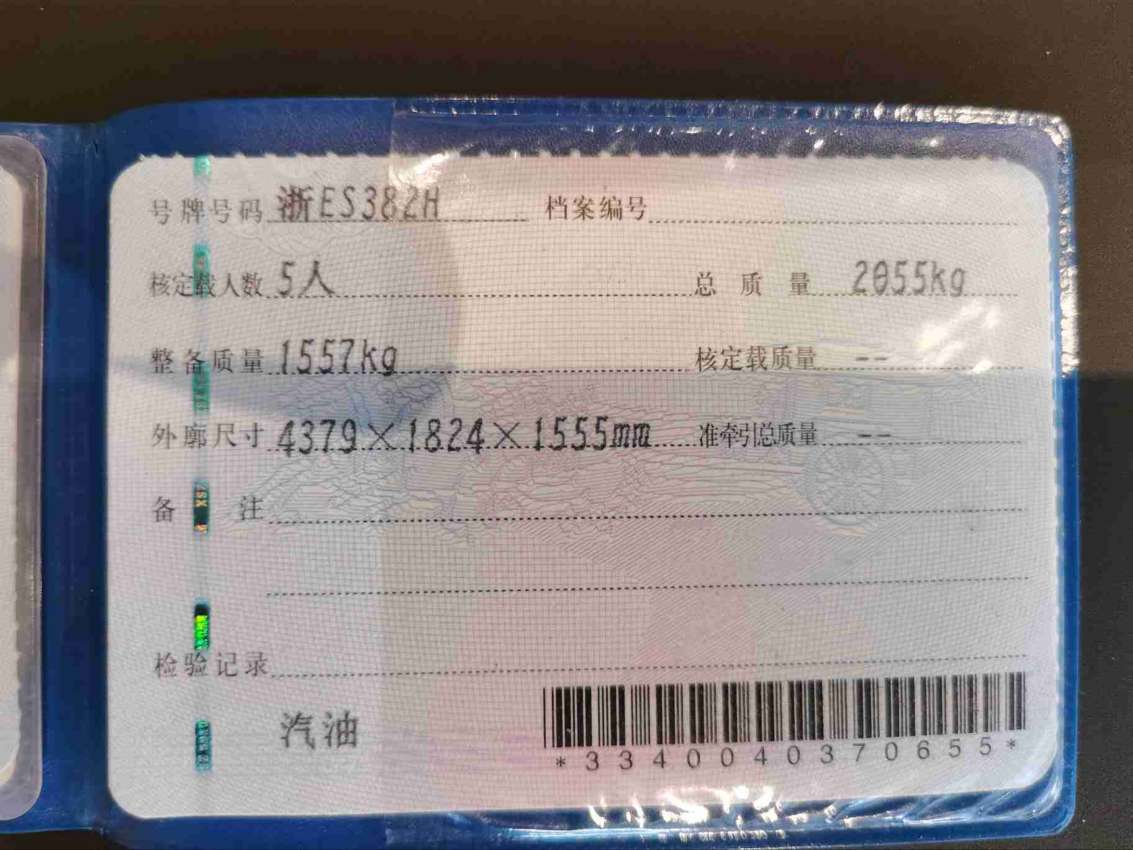 号牌号码 浙ES382H 档案编号
核定载人数 5人 总质量 2055kg
整备质量 1557kg 核定载质量 --
外廓尺寸 4379×1824×1555mm 准牵引总质量 --
备注
检验记录
汽油
*3340040370655*